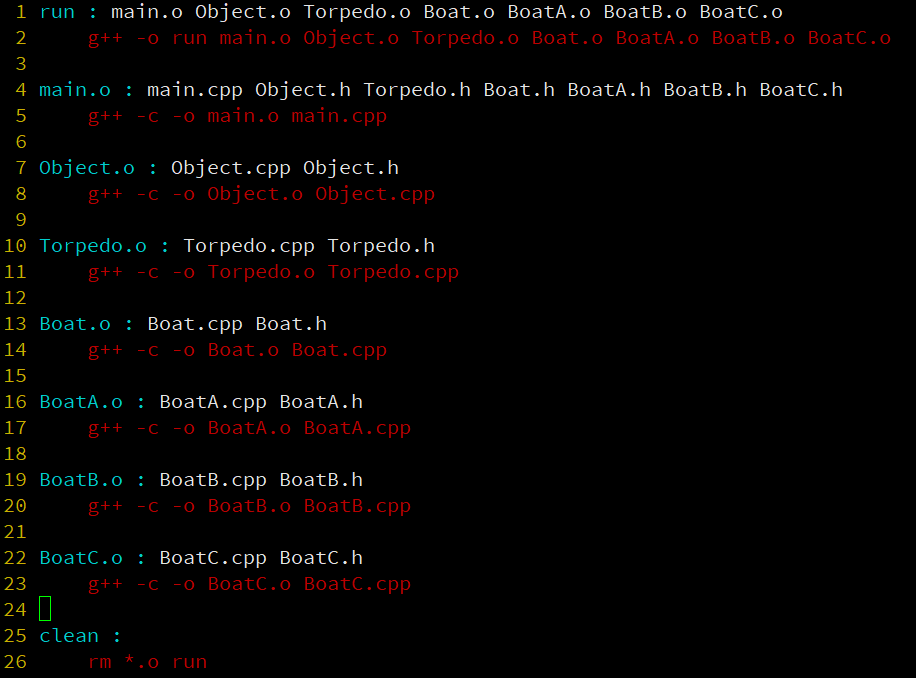 1 run : main.o Object.o Torpedo.o Boat.o BoatA.o BoatB.o BoatC.o
2     g++ -o run main.o Object.o Torpedo.o Boat.o BoatA.o BoatB.o BoatC.o
3
4 main.o : main.cpp Object.h Torpedo.h Boat.h BoatA.h BoatB.h BoatC.h
5     g++ -c -o main.o main.cpp
6
7 Object.o : Object.cpp Object.h
8     g++ -c -o Object.o Object.cpp
9
10 Torpedo.o : Torpedo.cpp Torpedo.h
11     g++ -c -o Torpedo.o Torpedo.cpp
12
13 Boat.o : Boat.cpp Boat.h
14     g++ -c -o Boat.o Boat.cpp
15
16 BoatA.o : BoatA.cpp BoatA.h
17     g++ -c -o BoatA.o BoatA.cpp
18
19 BoatB.o : BoatB.cpp BoatB.h
20     g++ -c -o BoatB.o BoatB.cpp
21
22 BoatC.o : BoatC.cpp BoatC.h
23     g++ -c -o BoatC.o BoatC.cpp
24
25 clean :
26     rm *.o run